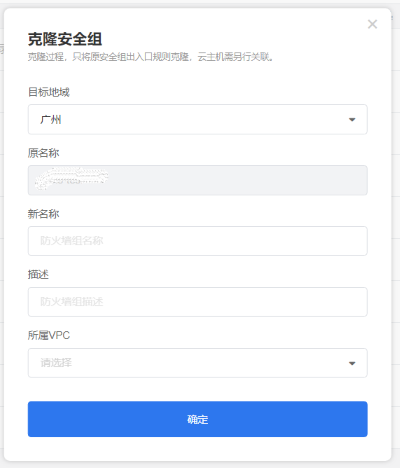 克隆安全组
克隆过程，只将原安全组出入口规则克隆，云主机需另行关联。
目标地域
广州
原名称
新名称
防火墙组名称
描述
防火墙组描述
所属VPC
请选择
确定